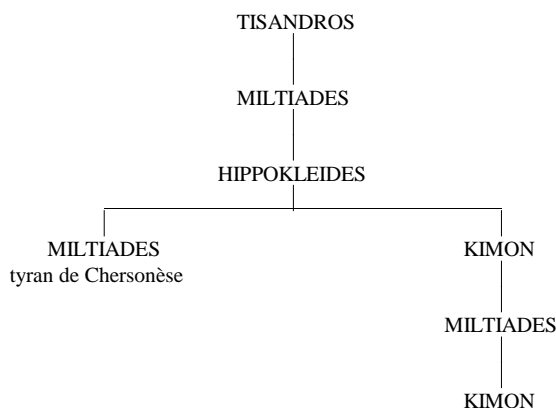 TISANDROS
MILTIADES
HIPPOKLEIDES
MILTIADES
tyran de Chersonèse
KIMON
MILTIADES
KIMON